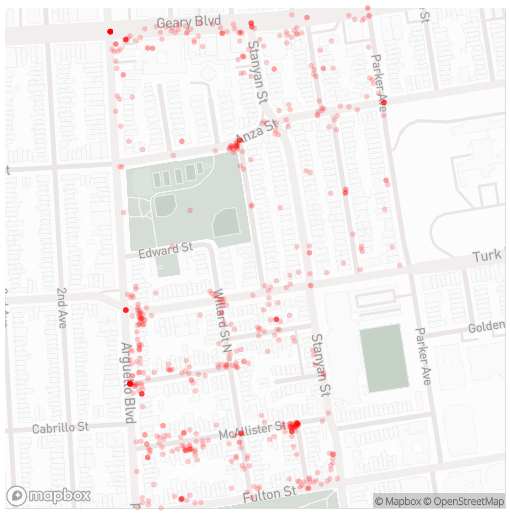 Geary Blvd
Stanyan St
Parker Ave
Anza St
Edward St
2nd Ave
Turk
Willard St N
Golden
Arguello Blvd
Stanyan St
Parker Ave
Cabrillo St
McAllister St
Fulton St
mapbox
© Mapbox © OpenStreetMap